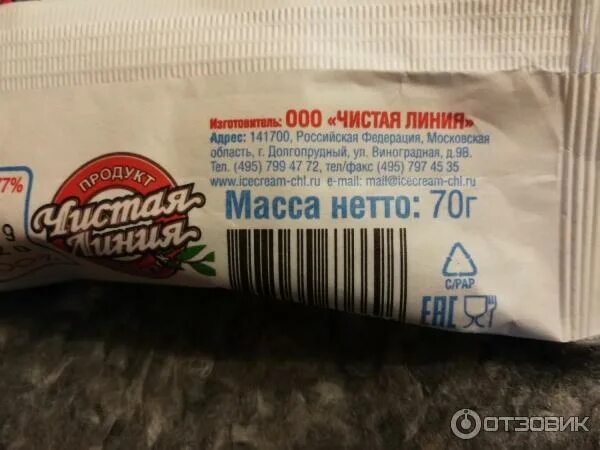 Изготовитель: ООО «ЧИСТАЯ ЛИНИЯ»
Адрес: 141700, Российская Федерация, Московская
область, г. Долгопрудный, ул. Виноградная, д.9В.
Тел. (495) 799 47 72, тел/факс (495) 797 45 35
www.icecream-chl.ru e-mail: mail@icecream-chl.ru
Масса нетто: 70г
7%
ПРОДУКТ
Чистая
Линия
C/PAP
EAC
ОТЗОВИК